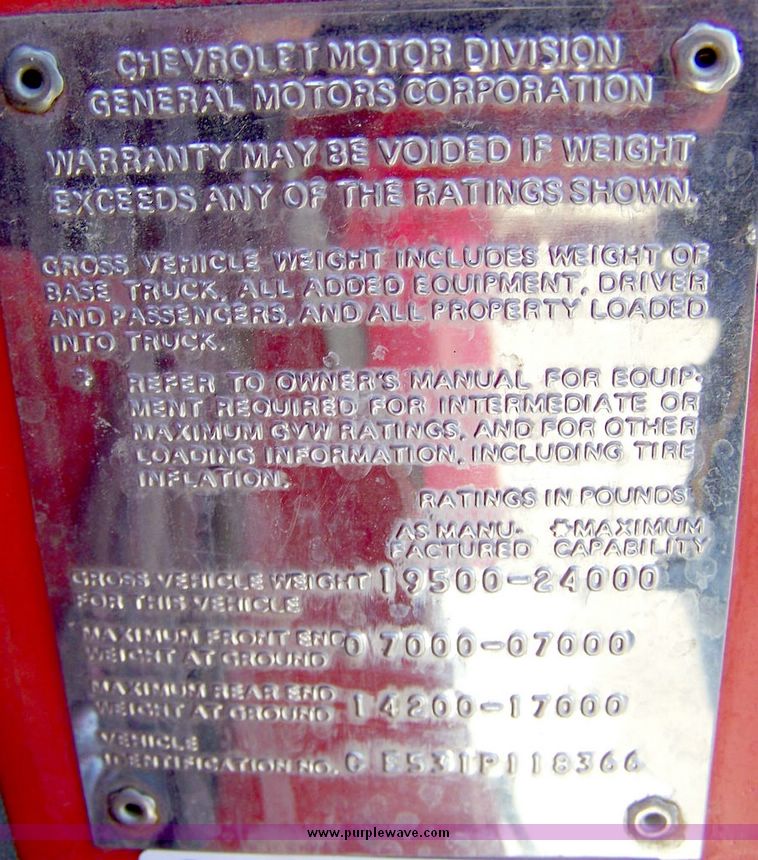 CHEVROLET MOTOR DIVISION
GENERAL MOTORS CORPORATION
WARRANTY MAY BE VOIDED IF WEIGHT
EXCEEDS ANY OF THE RATINGS SHOWN.
GROSS VEHICLE WEIGHT INCLUDES WEIGHT OF
BASE TRUCK, ALL ADDED EQUIPMENT, DRIVER
AND PASSENGERS, AND ALL PROPERTY LOADED
INTO TRUCK.
REFER TO OWNER'S MANUAL FOR EQUIP-
MENT REQUIRED FOR INTERMEDIATE OR
MAXIMUM GVW RATINGS, AND FOR OTHER
LOADING INFORMATION, INCLUDING TIRE
INFLATION.
RATINGS IN POUNDS
AS MANU- MAXIMUM
FACTURED CAPABILITY
GROSS VEHICLE WEIGHT 19500-24000
FOR THIS VEHICLE
MAXIMUM FRONT END
WEIGHT AT GROUND 07000-07000
MAXIMUM REAR END
WEIGHT AT GROUND 14200-17000
VEHICLE
IDENTIFICATION NO. CE531P118366
www.purplewave.com